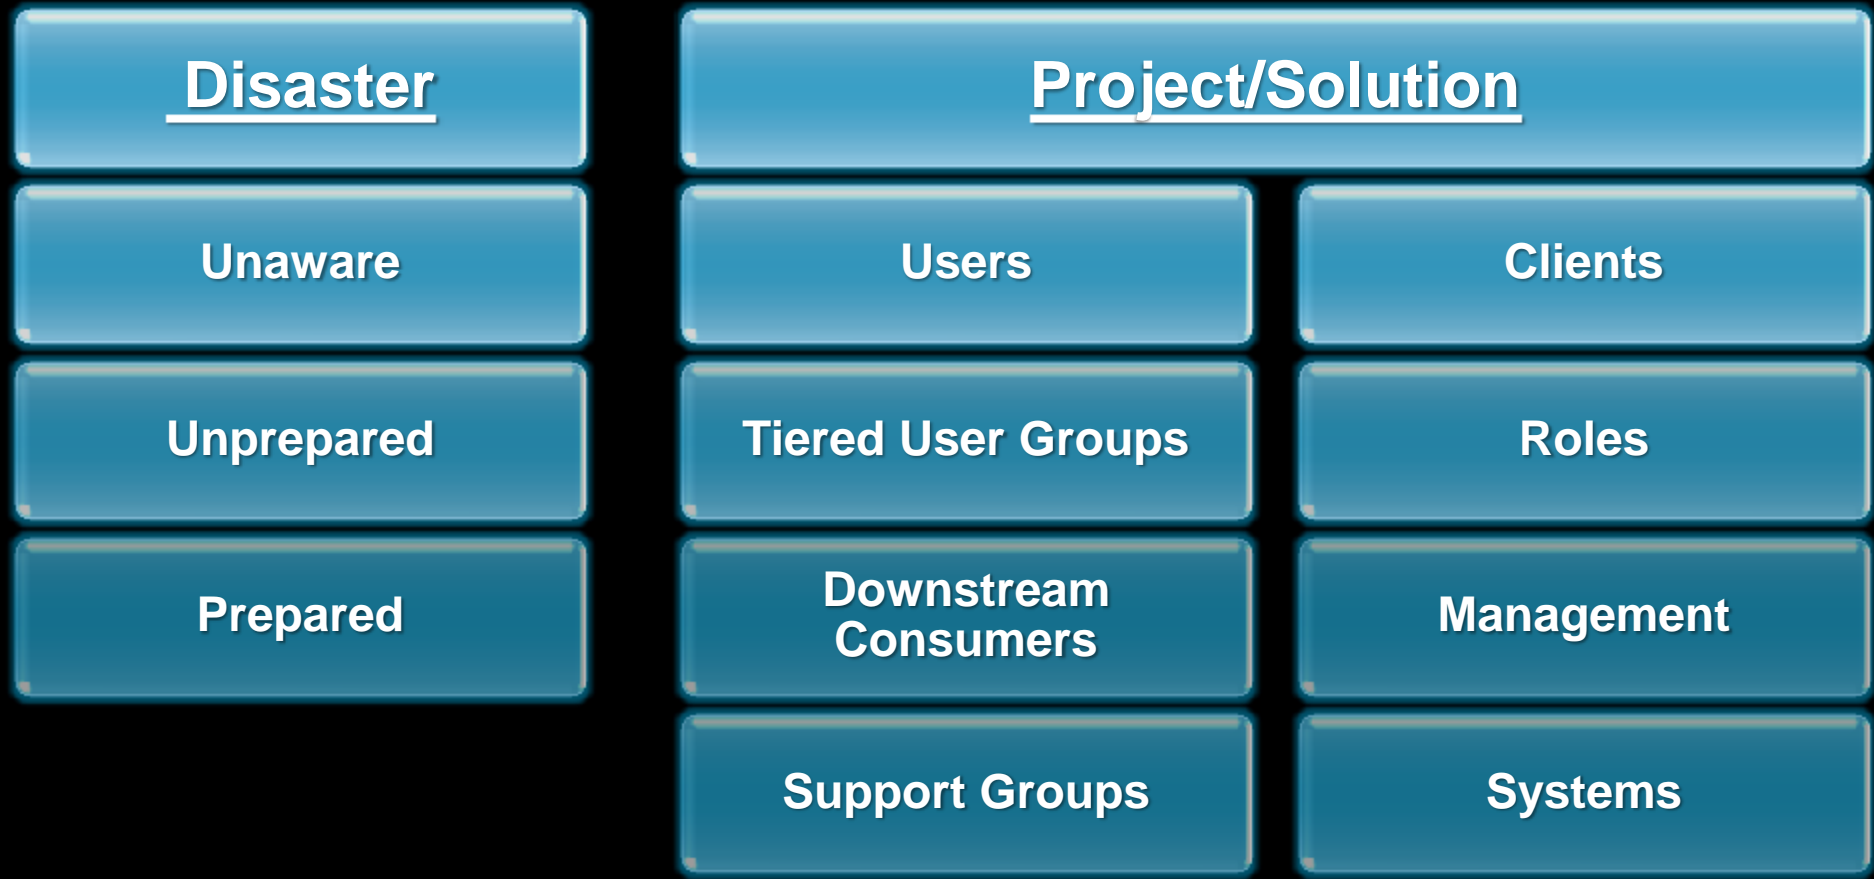 Disaster
Project/Solution
Unaware
Users
Clients
Unprepared
Tiered User Groups
Roles
Prepared
Downstream
Consumers
Management
Support Groups
Systems